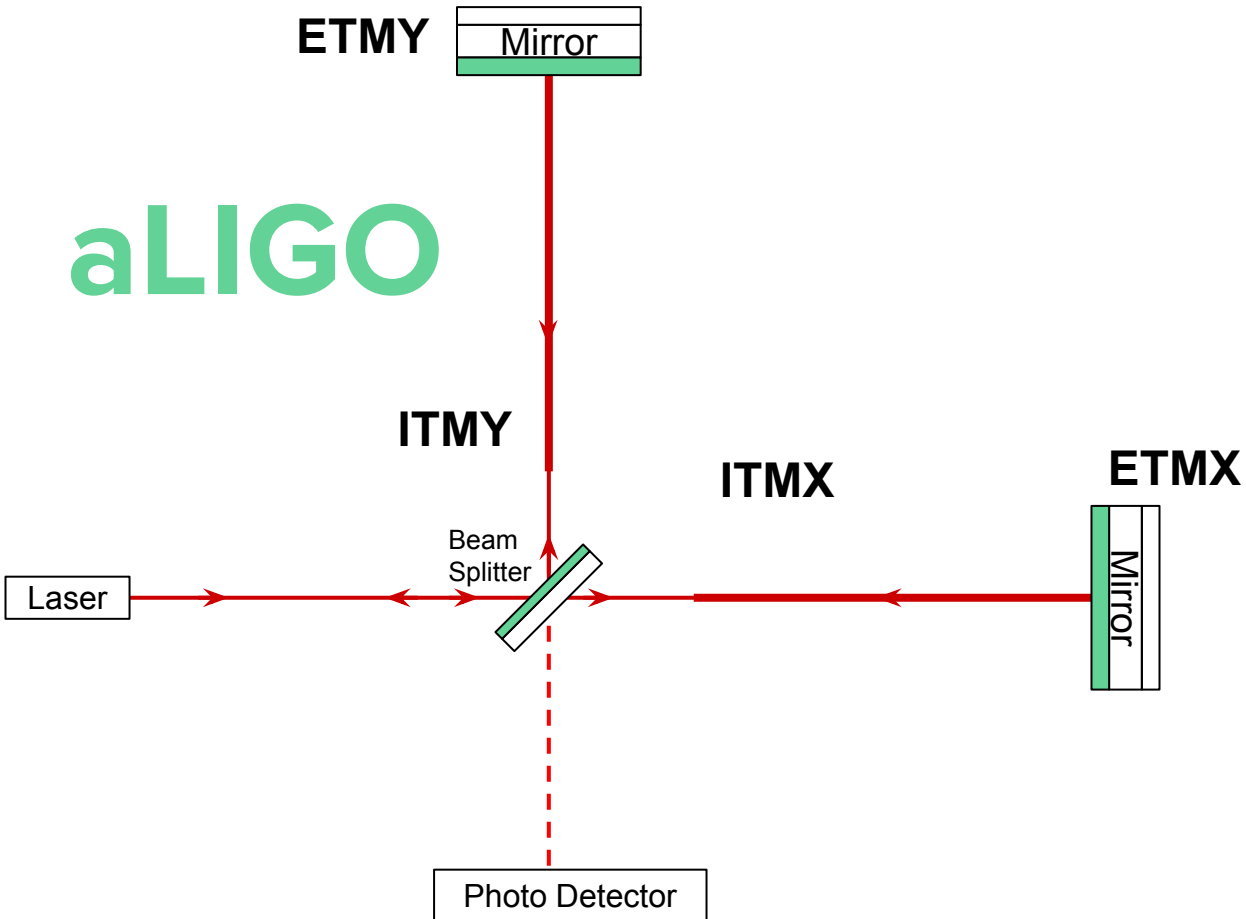 ETMY
Mirror
aLIGO
ITMY
ITMX
ETMX
Beam
Splitter
Laser
Mirror
Photo Detector